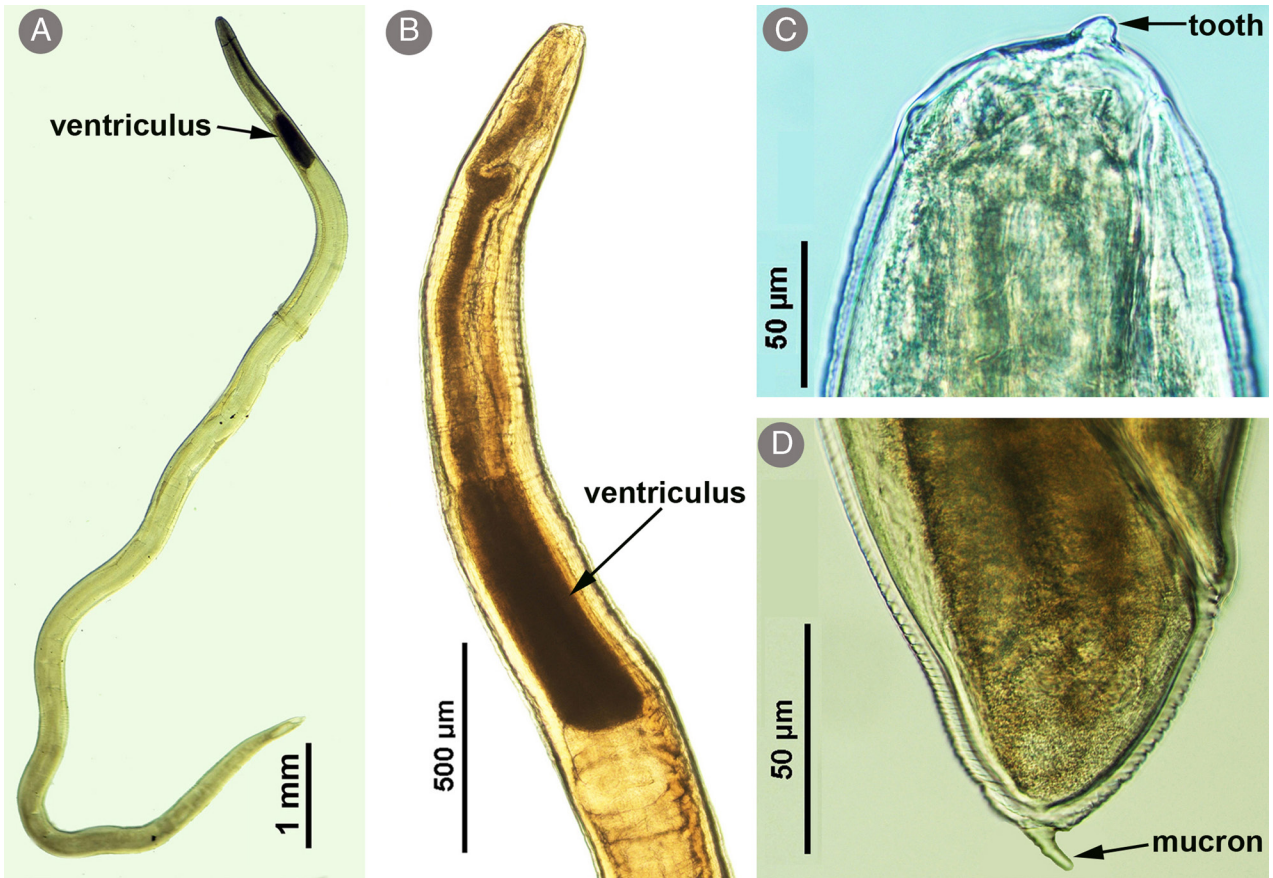 A
ventriculus
1 mm
B
ventriculus
500 µm
C
tooth
50 µm
D
50 µm
mucron